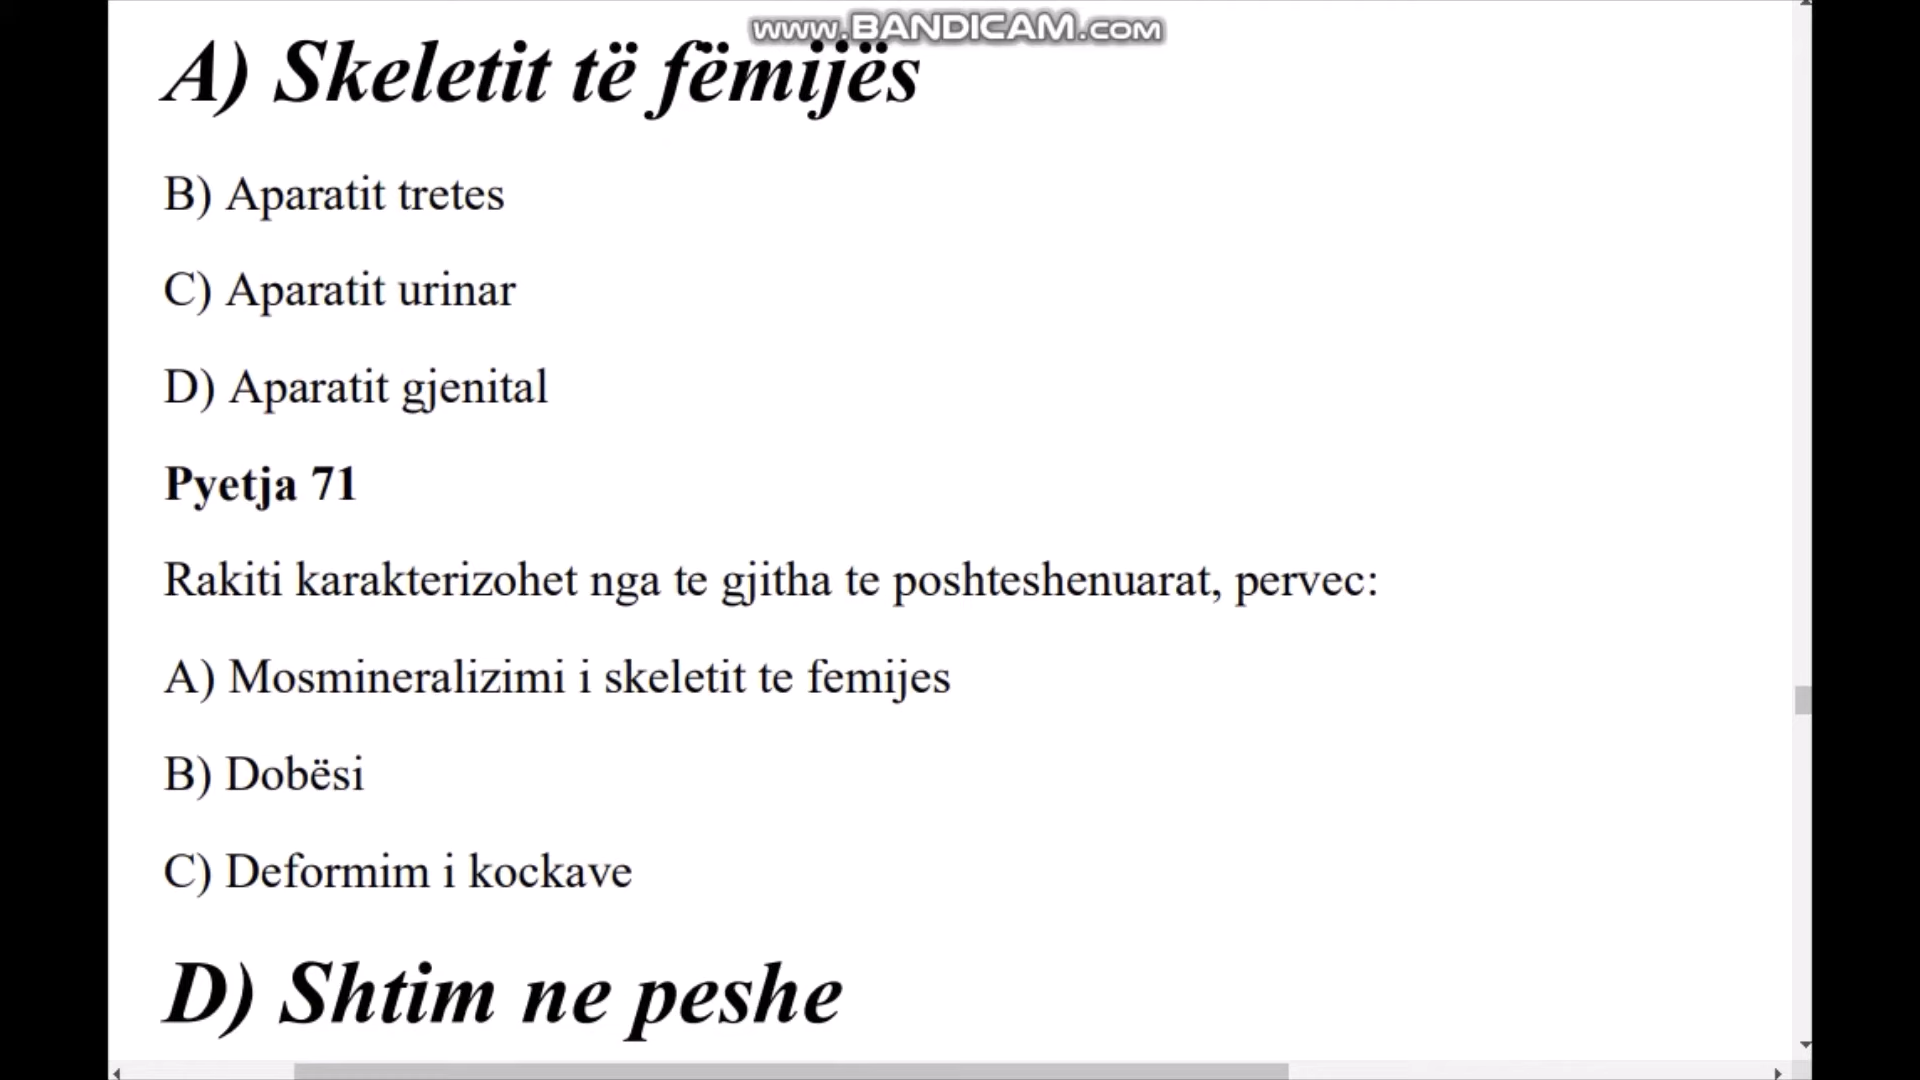 www.BANDICAM.com
A) Skeletit të fëmijës
B) Aparatit tretes
C) Aparatit urinar
D) Aparatit gjenital
Pyetja 71
Rakiti karakterizohet nga te gjitha te poshteshenuarat, pervec:
A) Mosmineralizimi i skeletit te femijes
B) Dobësi
C) Deformim i kockave
D) Shtim ne peshe